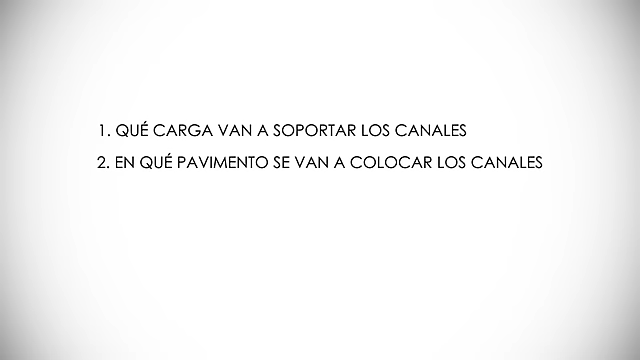 1. QUÉ CARGA VAN A SOPORTAR LOS CANALES
2. EN QUÉ PAVIMENTO SE VAN A COLOCAR LOS CANALES